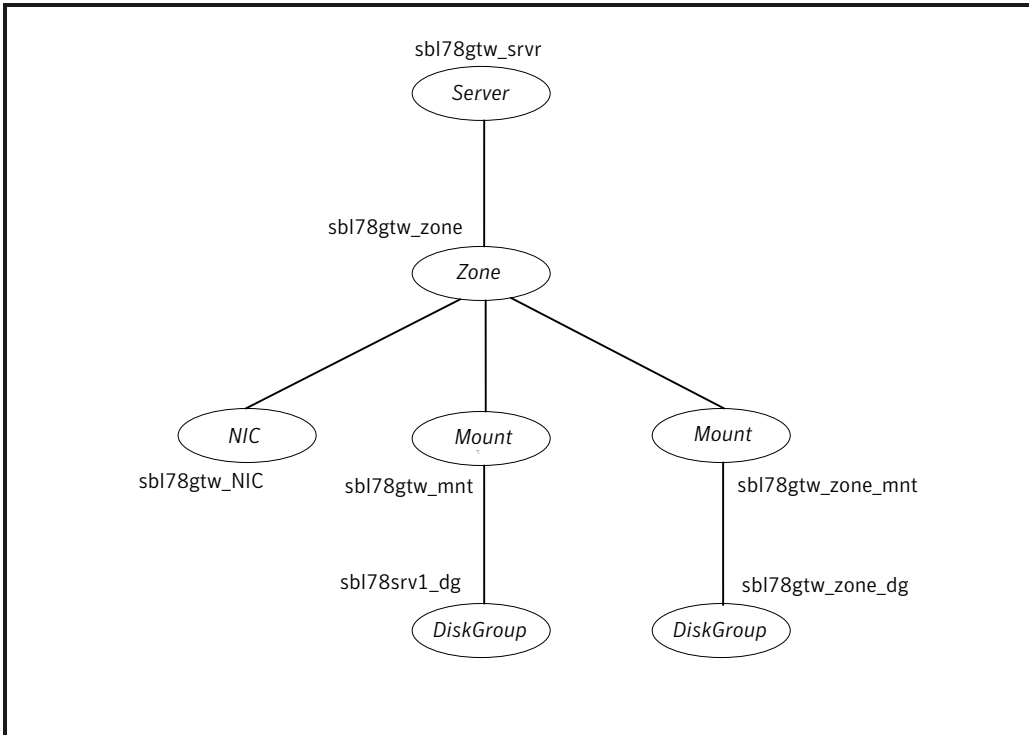 sbl78gtw_srvr
Server
sbl78gtw_zone
Zone
NIC
Mount
Mount
sbl78gtw_NIC
sbl78gtw_mnt
sbl78gtw_zone_mnt
sbl78srv1_dg
sbl78gtw_zone_dg
DiskGroup
DiskGroup